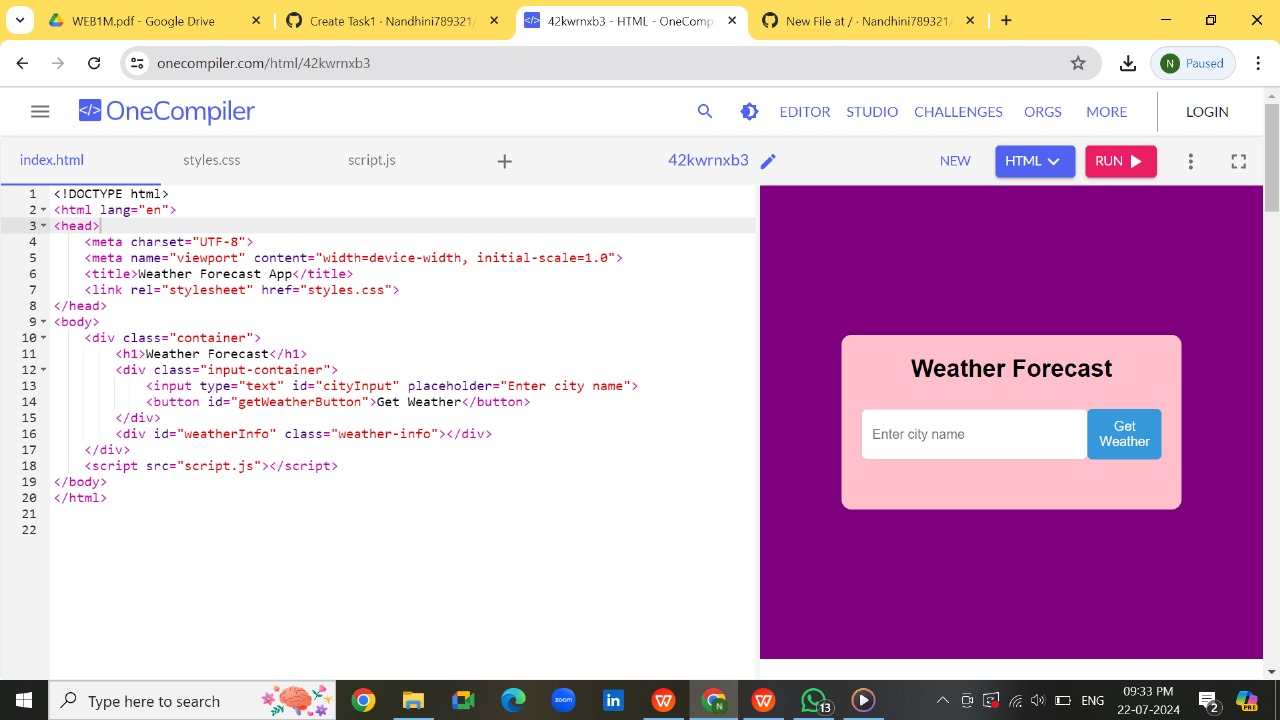 WEB1M.pdf - Google Drive
Create Task1 · Nandhini789321/
42kwrnxb3 - HTML - OneComp
New File at / · Nandhini789321/
onecompiler.com/html/42kwrnxb3
N Paused
</> OneCompiler
EDITOR STUDIO CHALLENGES ORGS MORE LOGIN
index.html styles.css script.js + 42kwrnxb3 NEW HTML RUN
1 <!DOCTYPE html>
2 <html lang="en">
3 <head>
4 <meta charset="UTF-8">
5 <meta name="viewport" content="width=device-width, initial-scale=1.0">
6 <title>Weather Forecast App</title>
7 <link rel="stylesheet" href="styles.css">
8 </head>
9 <body>
10 <div class="container">
11 <h1>Weather Forecast</h1>
12 <div class="input-container">
13 <input type="text" id="cityInput" placeholder="Enter city name">
14 <button id="getWeatherButton">Get Weather</button>
15 </div>
16 <div id="weatherInfo" class="weather-info"></div>
17 </div>
18 <script src="script.js"></script>
19 </body>
20 </html>
21
22
Weather Forecast
Enter city name
Get
Weather
Type here to search
zoom
in
W
N
W
13
ENG
09:33 PM
22-07-2024
2
PRE